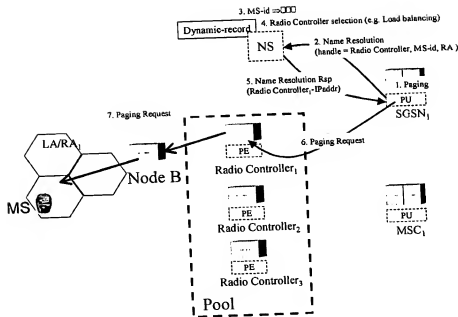 3. MS-id ⇒□□□
4. Radio Controller selection (e.g. Load balancing)
Dynamic-record
NS
2. Name Resolution
(handle = Radio Controller, MS-id, RA )
5. Name Resolution Rsp
(Radio Controller₁-IPaddr)
1. Paging
PU
SGSN₁
7. Paging Request
6. Paging Request
LA/RA₁
Node B
MS
PE
Radio Controller₁
PE
Radio Controller₂
PE
Radio Controller₃
PU
MSC₁
Pool